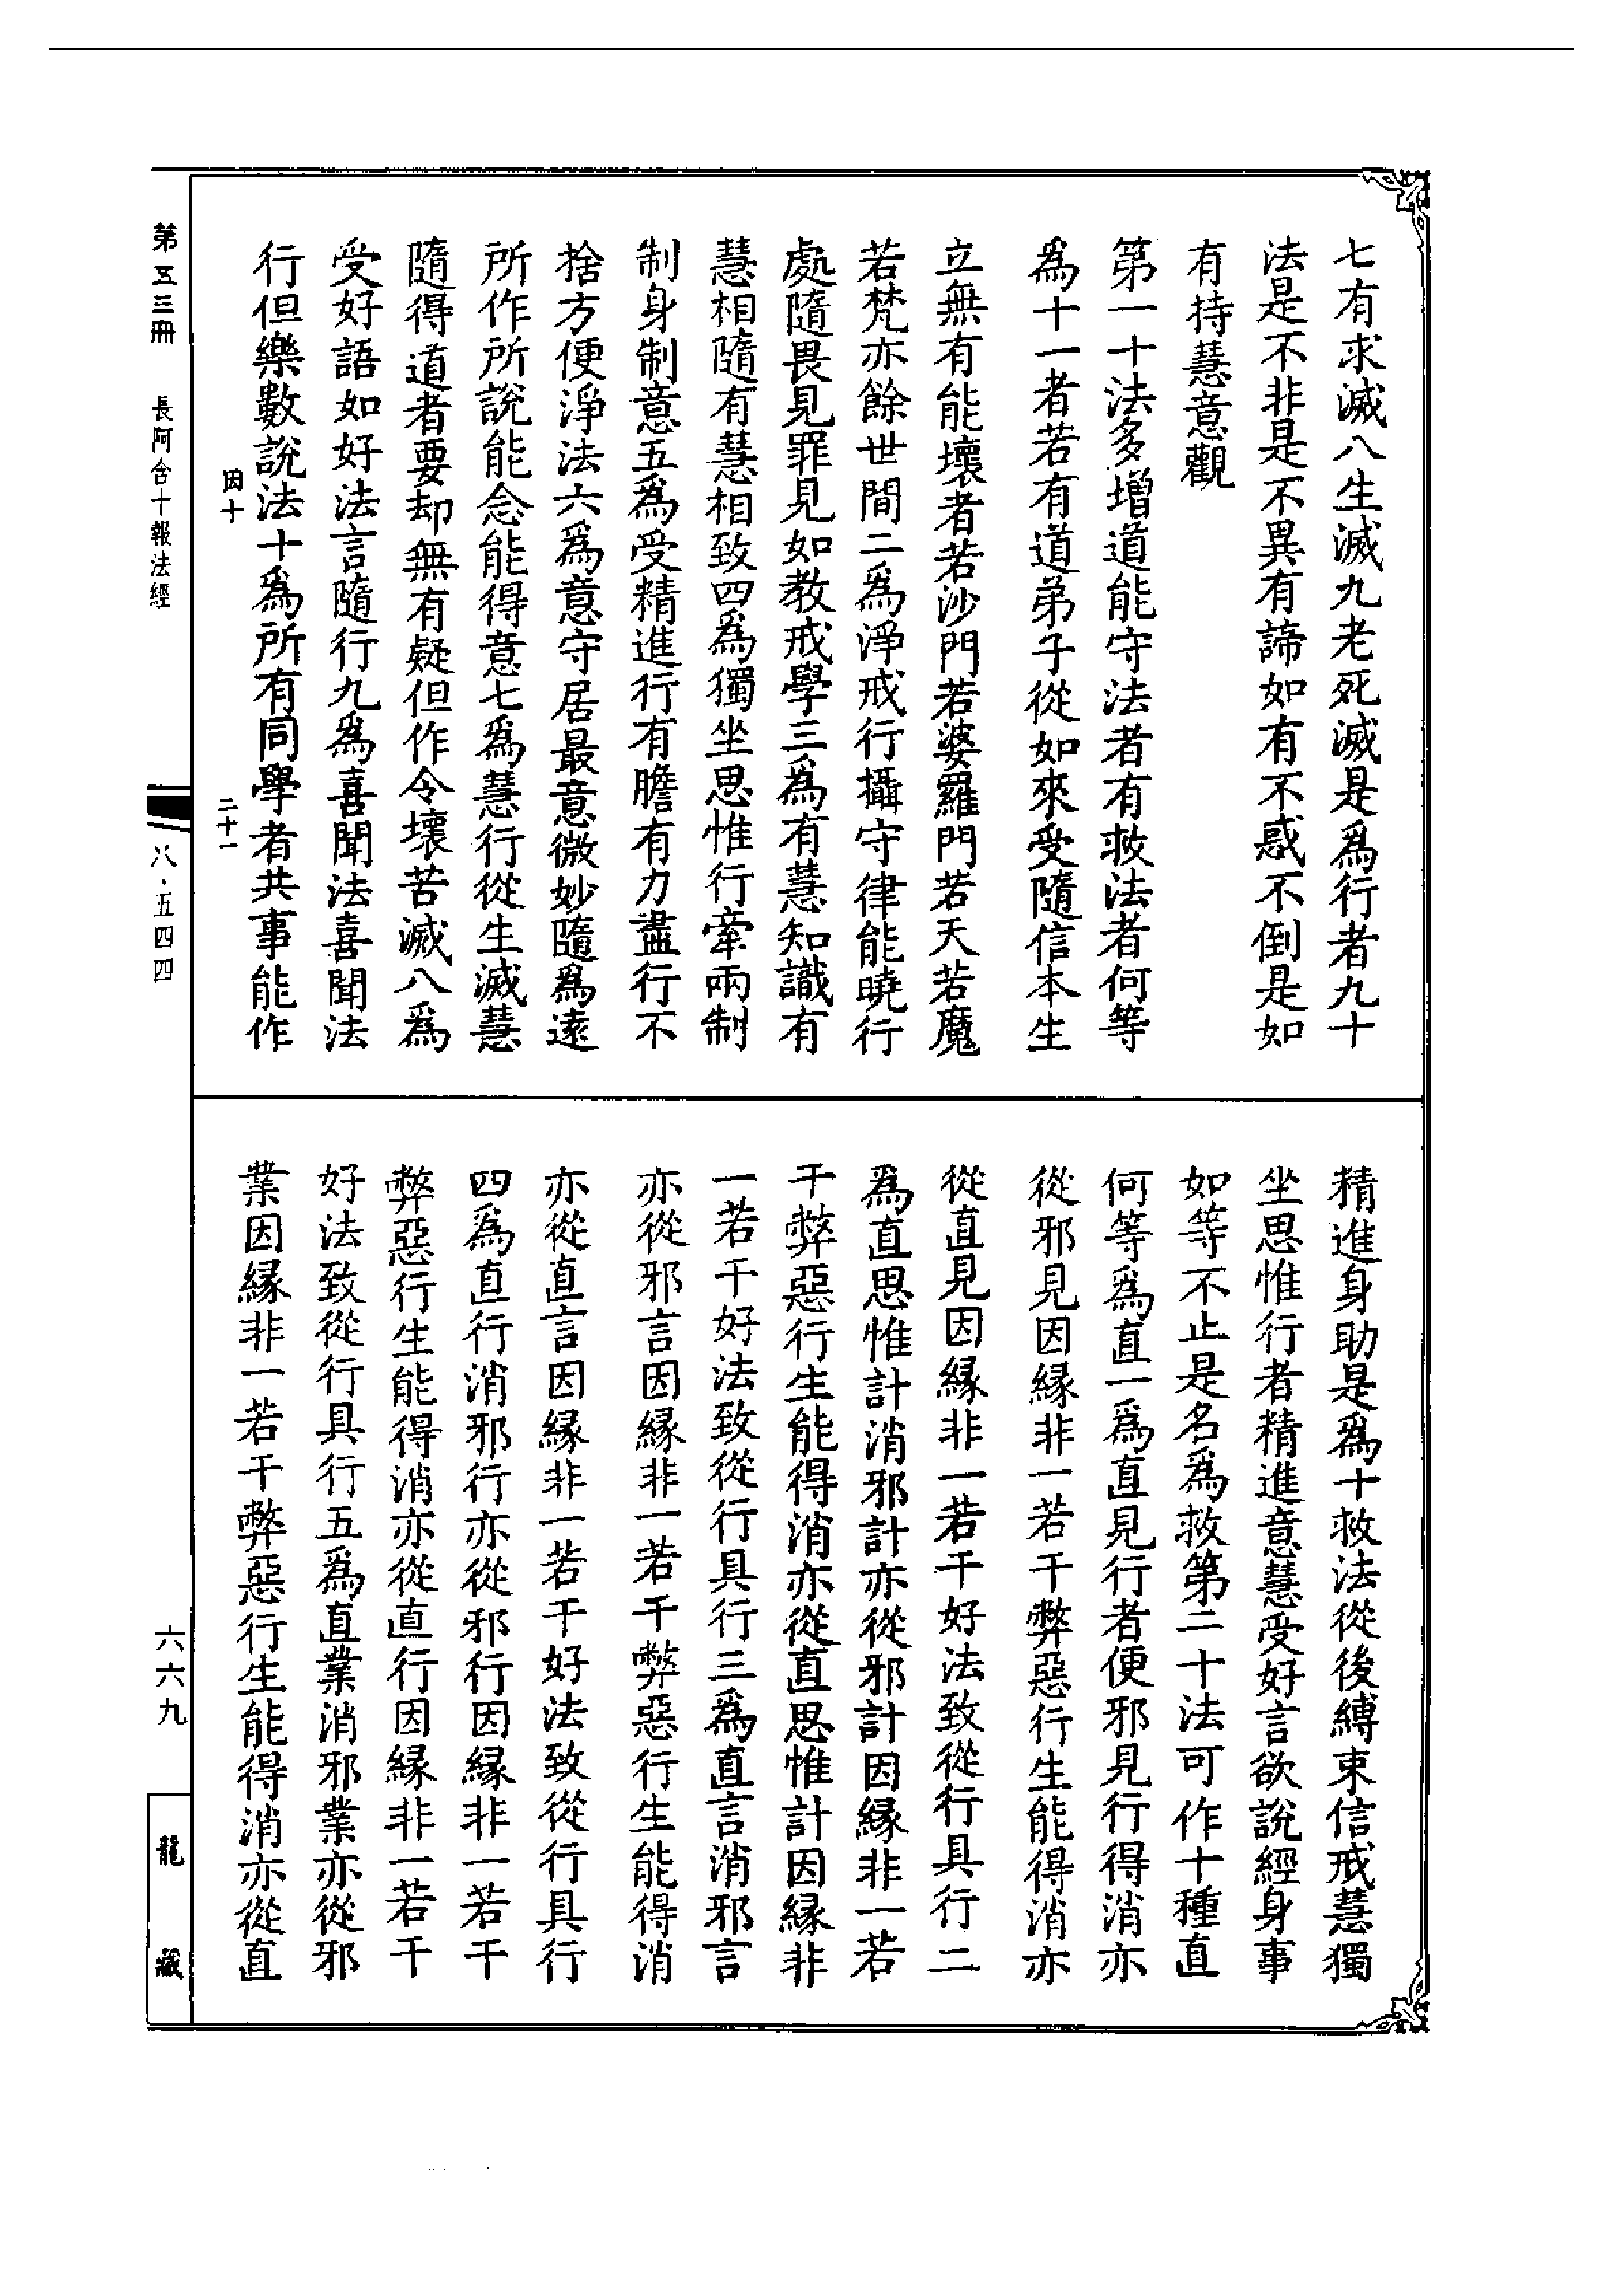 七有求滅八生滅九老死滅是為行者九十
法是不非是不異有諦如有不惑不倒是如
有持慧意觀
第一十法多增道能守法者有救法者何等
為十一者若有道弟子從如來受隨信本生
立無有能壞者若沙門若婆羅門若天若魔
若梵亦餘世間二為淨戒行攝守律能曉行
處隨畏見罪見如教戒學三為有慧知識有
慧相隨有慧相致四為獨坐思惟行牽兩制
制身制意五為受精進行有膽有力盡行不
捨方便淨法六為意守居最意微妙隨為遠
所作所說能念能得意七為慧行從生滅慧
隨得道者要却無有疑但作令壞苦滅八為
受好語如好法言隨行九為喜聞法喜聞法
行但樂數說法十為所有同學者共事能作
因十
二十一
精進身助是為十救法從後縛束信戒慧獨
坐思惟行者精進意慧受好言欲說經身事
如等不止是名為救第二十法可作十種直
何等為直一為直見行者便邪見行得消亦
從邪見因緣非一若干弊惡行生能得消亦
從直見因緣非一若干好法致從行具行二
為直思惟計消邪計亦從邪計因緣非一若
干弊惡行生能得消亦從直思惟計因緣非
一若干好法致從行具行三為直言消邪言
亦從邪言因緣非一若干弊惡行生能得消
亦從直言因緣非一若干好法致從行具行
四為直行消邪行亦從邪行因緣非一若干
弊惡行生能得消亦從直行因緣非一若干
好法致從行具行五為直業消邪業亦從邪
業因緣非一若干弊惡行生能得消亦從直
第五三冊
長阿含十報法經
八·五四四
六六九
龍藏